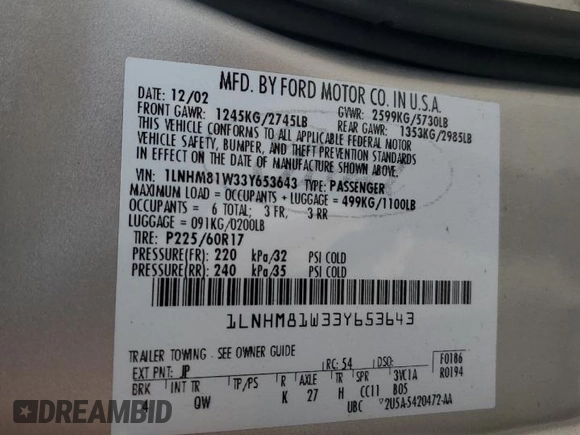 MFD. BY FORD MOTOR CO. IN U.S.A.
DATE: 12/02 GVWR: 2599KG/5730LB
FRONT GAWR: 1245KG/2745LB REAR GAWR: 1353KG/2985LB
THIS VEHICLE CONFORMS TO ALL APPLICABLE FEDERAL MOTOR
VEHICLE SAFETY, BUMPER, AND THEFT PREVENTION STANDARDS
IN EFFECT ON THE DATE OF MANUFACTURE SHOWN ABOVE.
VIN: 1LNHM81W33Y653643 TYPE: PASSENGER
MAXIMUM LOAD = OCCUPANTS + LUGGAGE = 499KG/1100LB
OCCUPANTS = 6 TOTAL; 3 FR, 3 RR
LUGGAGE = 091KG/0200LB
TIRE: P225/60R17
PRESSURE(FR): 220 kPa/32 PSI COLD
PRESSURE(RR): 240 kPa/35 PSI COLD
1LNHM81W33Y653643
TRAILER TOWING - SEE OWNER GUIDE
EXT PNT: JP RC: 54 DSO: F0186
BRK INT TR TP/PS R AXLE TR SPR 3VC1A R0194
4 QW K 27 H CC11 BOS
UBC 2USA-5420472-AA
DREAMBID